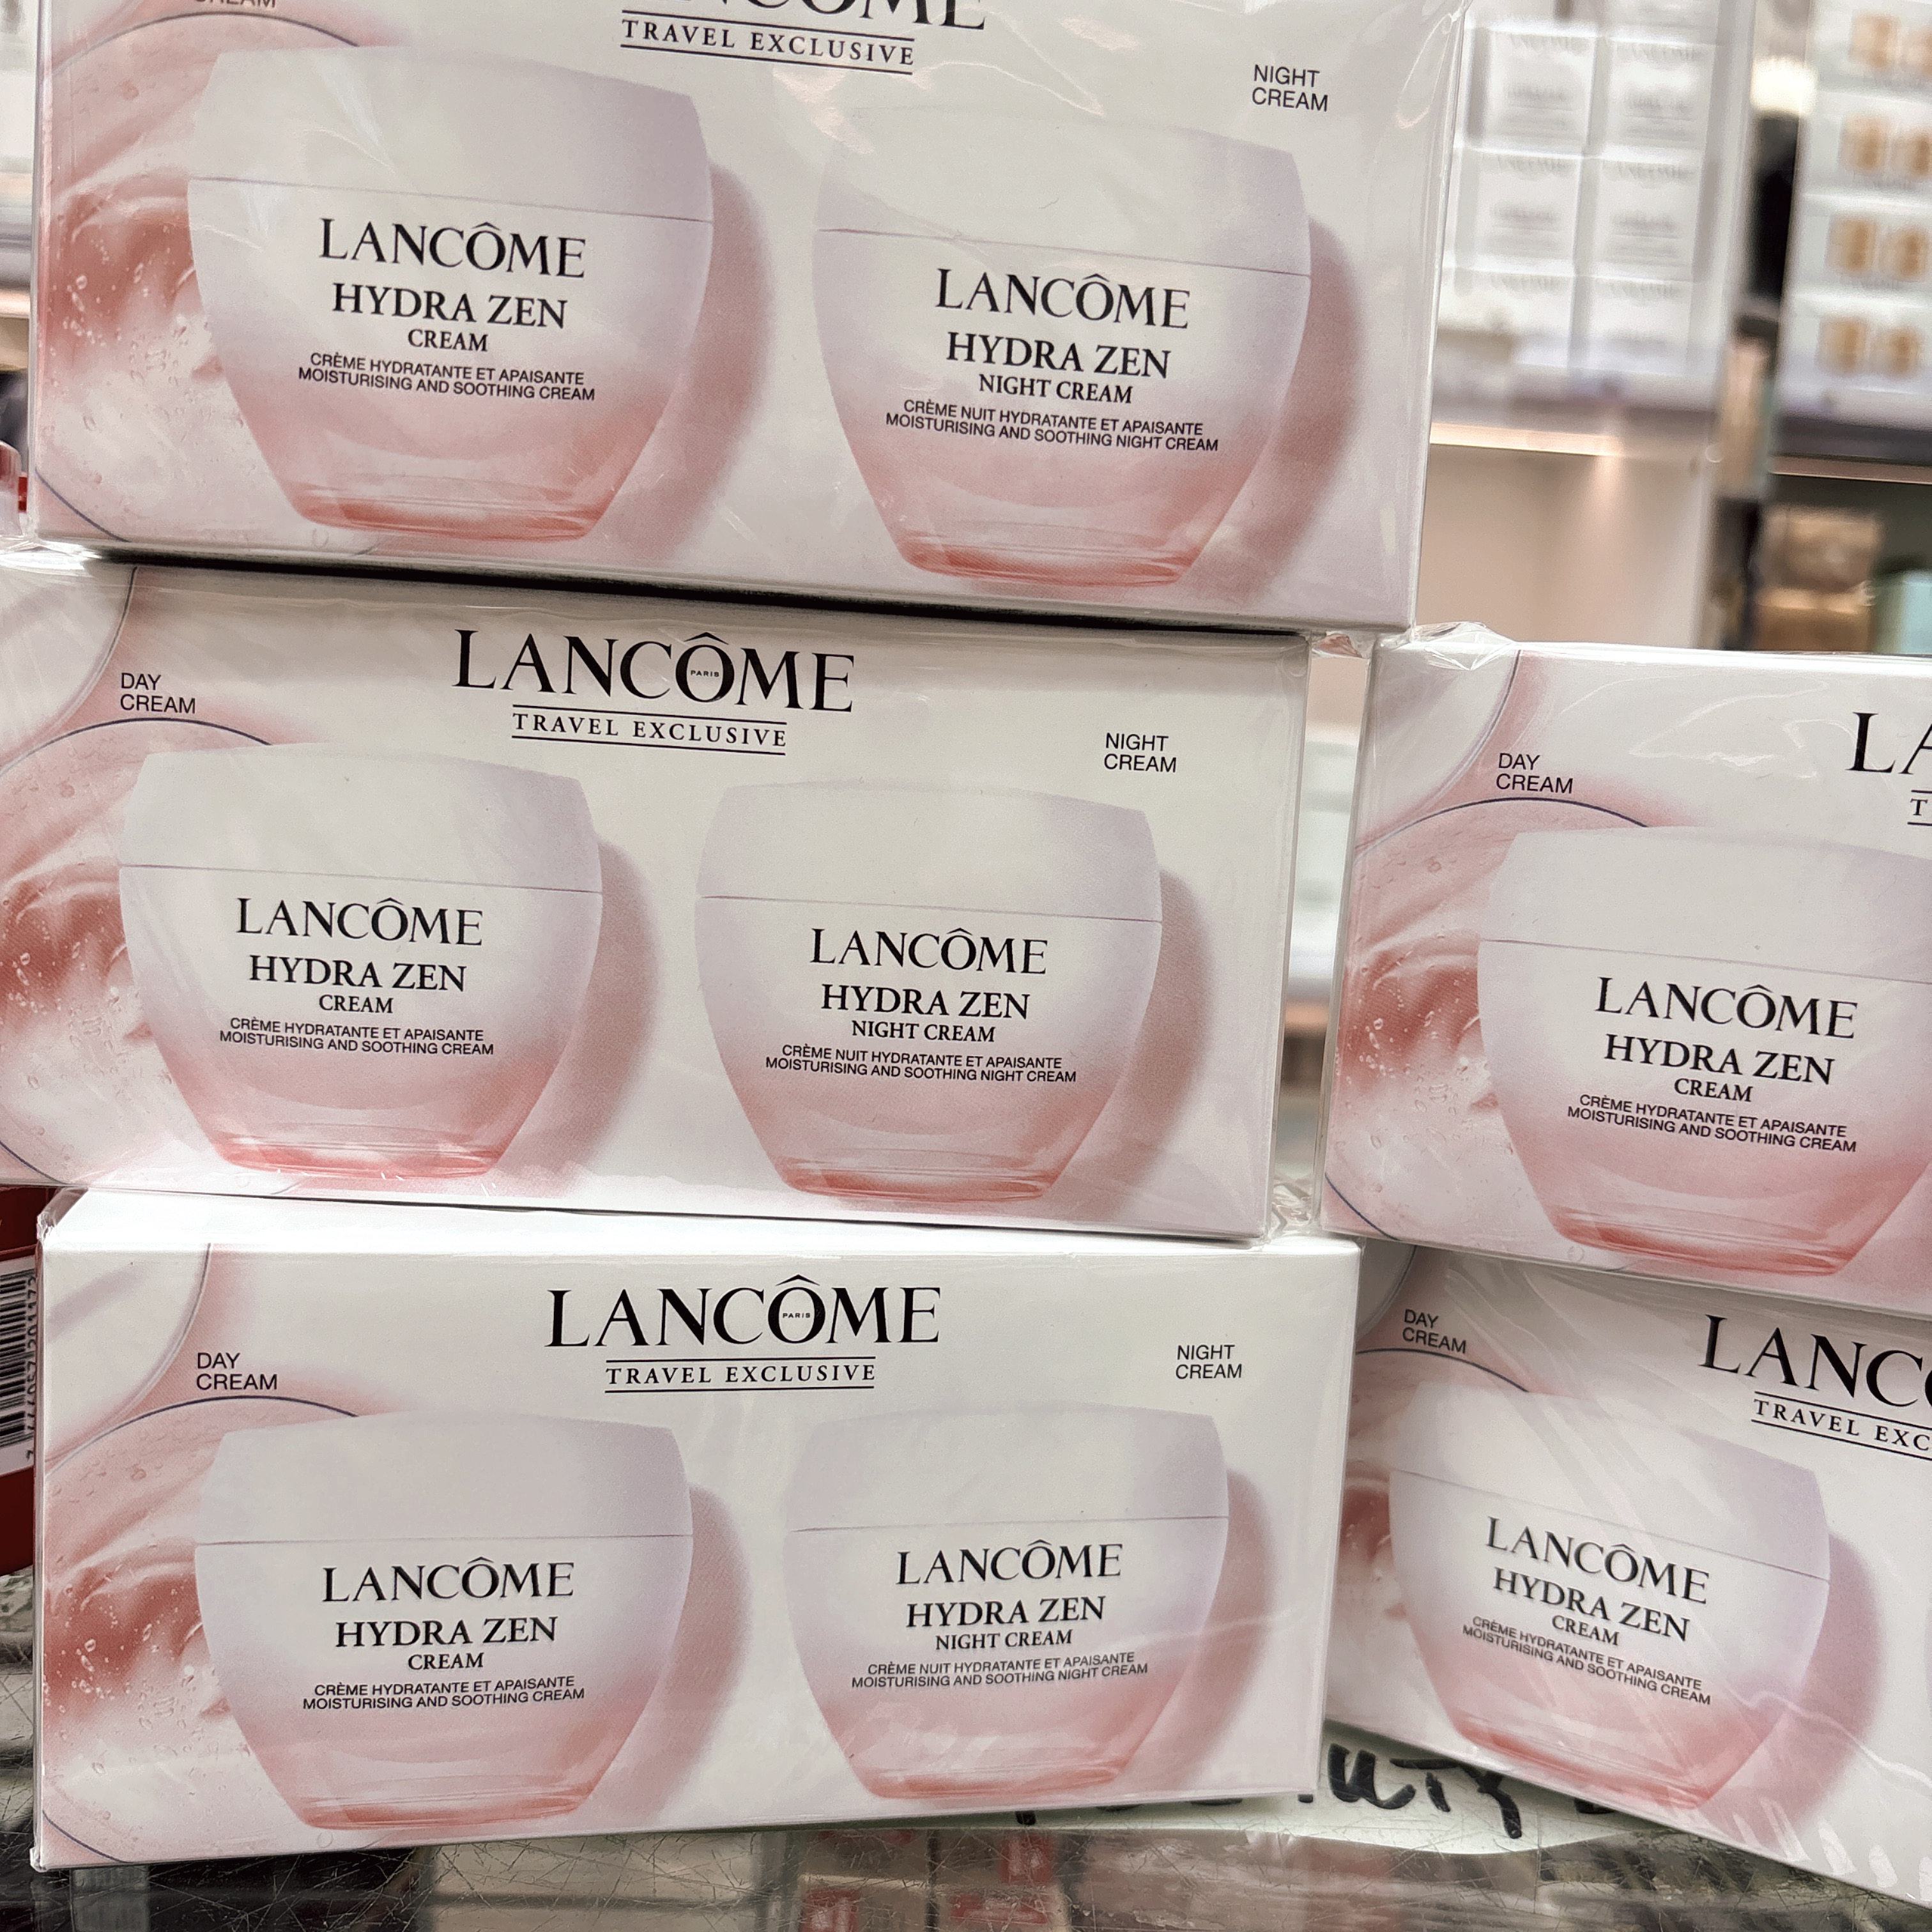 CREAM
LANCÔME
TRAVEL EXCLUSIVE
NIGHT
CREAM
LANCÔME
HYDRA ZEN
CREAM
CRÈME HYDRATANTE ET APAISANTE
MOISTURISING AND SOOTHING CREAM
LANCÔME
HYDRA ZEN
NIGHT CREAM
CRÈME NUIT HYDRATANTE ET APAISANTE
MOISTURISING AND SOOTHING NIGHT CREAM
LANCÔME
PARIS
TRAVEL EXCLUSIVE
DAY
CREAM
NIGHT
CREAM
LANCÔME
HYDRA ZEN
CREAM
CRÈME HYDRATANTE ET APAISANTE
MOISTURISING AND SOOTHING CREAM
LANCÔME
HYDRA ZEN
NIGHT CREAM
CRÈME NUIT HYDRATANTE ET APAISANTE
MOISTURISING AND SOOTHING NIGHT CREAM
DAY
CREAM
LANCÔME
HYDRA ZEN
CREAM
CRÈME HYDRATANTE ET APAISANTE
MOISTURISING AND SOOTHING CREAM
LANCÔME
PARIS
TRAVEL EXCLUSIVE
DAY
CREAM
NIGHT
CREAM
LANCÔME
HYDRA ZEN
CREAM
CRÈME HYDRATANTE ET APAISANTE
MOISTURISING AND SOOTHING CREAM
LANCÔME
HYDRA ZEN
NIGHT CREAM
CRÈME NUIT HYDRATANTE ET APAISANTE
MOISTURISING AND SOOTHING NIGHT CREAM
DAY
CREAM
LANC
TRAVEL EXC
LANCÔME
HYDRA ZEN
CREAM
CRÈME HYDRATANTE ET APAISANTE
MOISTURISING AND SOOTHING CREAM